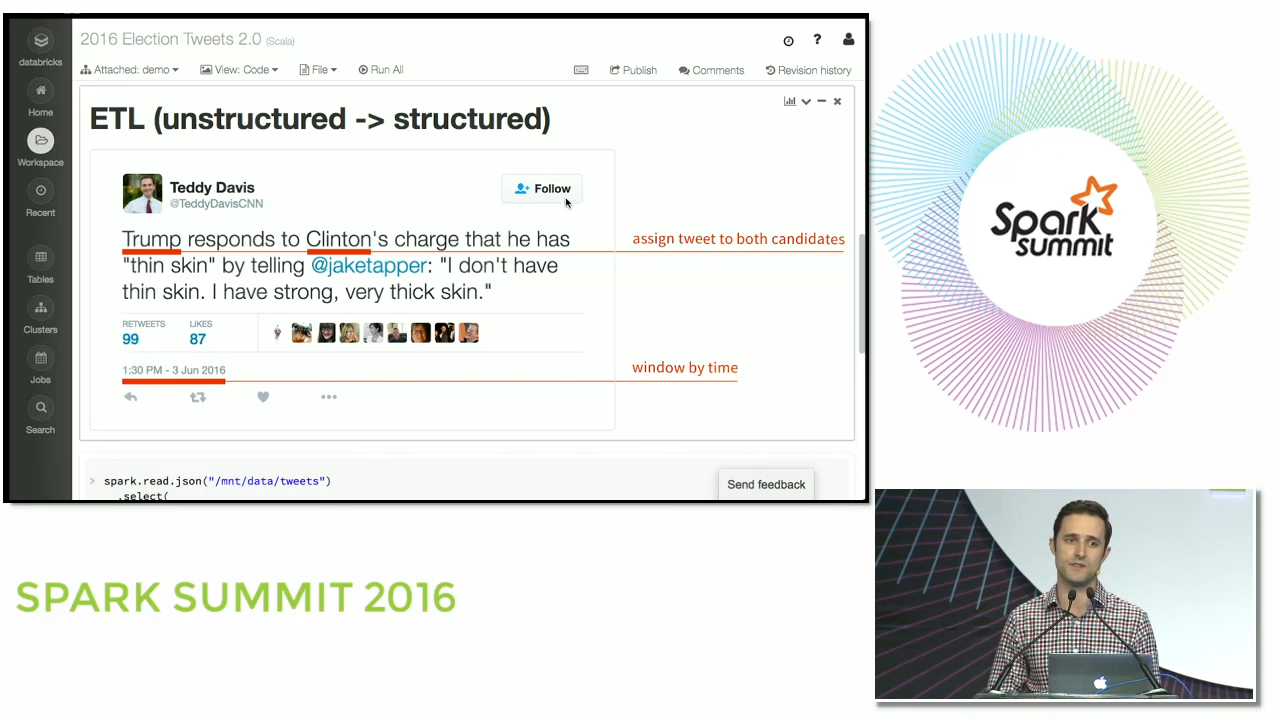 2016 Election Tweets 2.0 (Scala)
databricks
Home
Workspace
Recent
Tables
Clusters
Jobs
Search
Attached: demo
View: Code
File
Run All
Publish
Comments
Revision history
ETL (unstructured -> structured)
Teddy Davis
@TeddyDavisCNN
Follow
Trump responds to Clinton's charge that he has
"thin skin" by telling @jaketapper: "I don't have
thin skin. I have strong, very thick skin."
RETWEETS
99
LIKES
87
1:30 PM - 3 Jun 2016
assign tweet to both candidates
window by time
> spark.read.json("/mnt/data/tweets")
.select(
Send feedback
Spark
summit
SPARK SUMMIT 2016